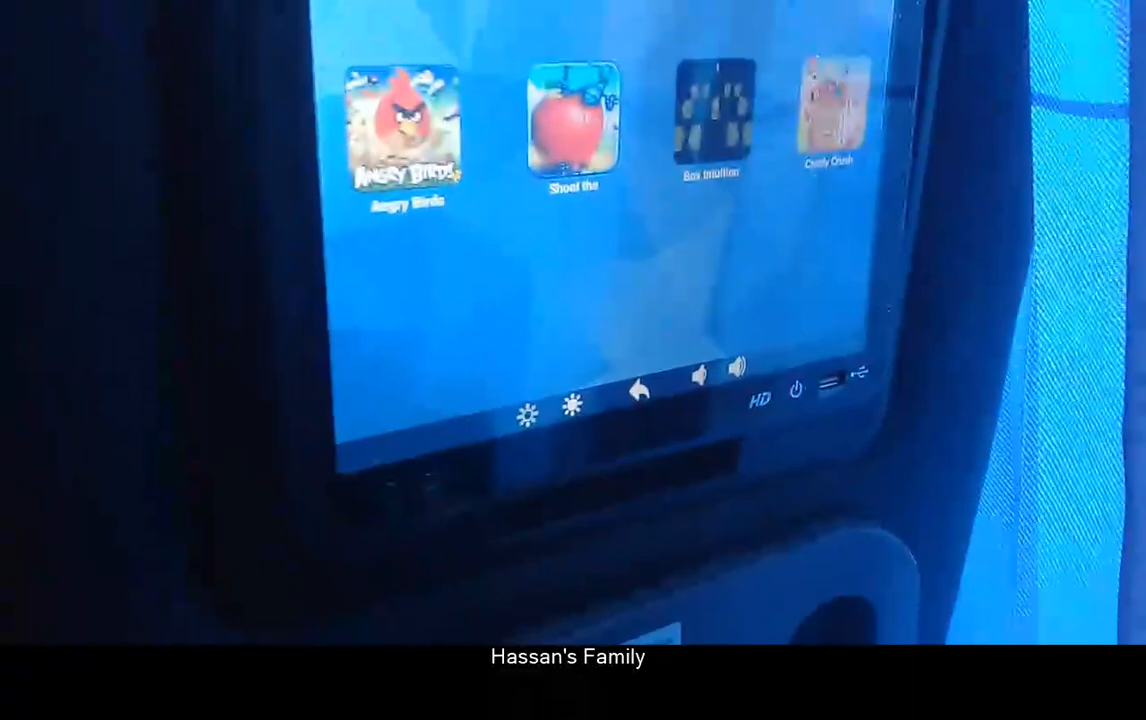 ANGRY BIRDS
Angry Birds
Shoot the
Box Intuition
Candy Crush
HD
Hassan's Family